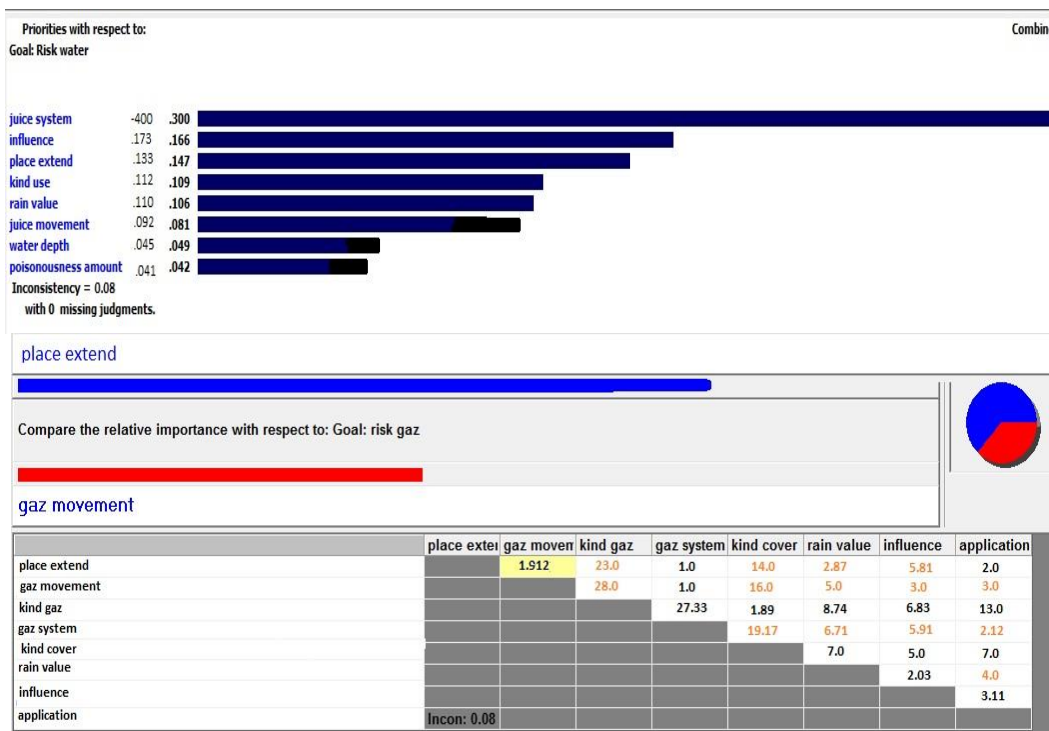 Priorities with respect to: Combin
Goal: Risk water
juice system -400 .300
influence .173 .166
place extend .133 .147
kind use .112 .109
rain value .110 .106
juice movement .092 .081
water depth .045 .049
poisonousness amount .041 .042
Inconsistency = 0.08
with 0 missing judgments.
place extend
Compare the relative importance with respect to: Goal: risk gaz
gaz movement
place exter gaz movem kind gaz gaz system kind cover rain value influence application
place extend 1.912 23.0 1.0 14.0 2.87 5.81 2.0
gaz movement 28.0 1.0 16.0 5.0 3.0 3.0
kind gaz 27.33 1.89 8.74 6.83 13.0
gaz system 19.17 6.71 5.91 2.12
kind cover 7.0 5.0 7.0
rain value 2.03 4.0
influence 3.11
application Incon: 0.08